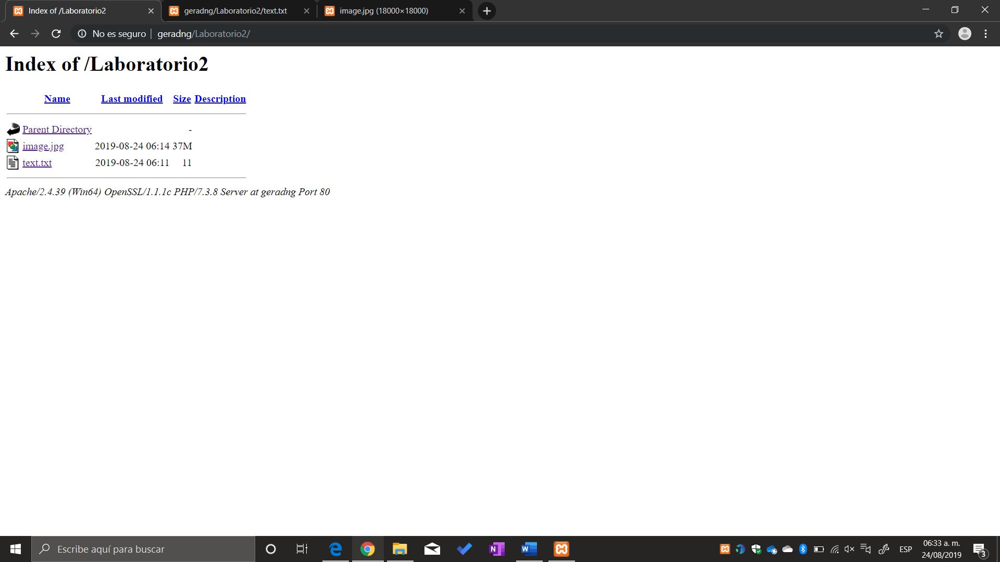 Index of /Laboratorio2
geradng/Laboratorio2/text.txt
image.jpg (18000×18000)
No es seguro | geradng/Laboratorio2/
Index of /Laboratorio2
Name Last modified Size Description
Parent Directory -
image.jpg 2019-08-24 06:14 37M
text.txt 2019-08-24 06:11 11
Apache/2.4.39 (Win64) OpenSSL/1.1.1c PHP/7.3.8 Server at geradng Port 80
Escribe aquí para buscar
ESP
06:33 a. m.
24/08/2019
3